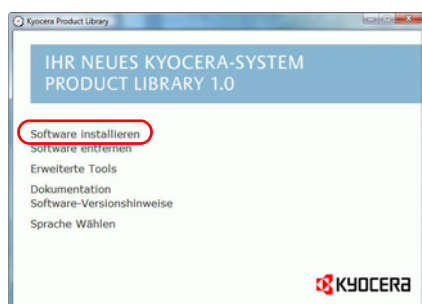 Kyocera Product Library
IHR NEUES KYOCERA-SYSTEM
PRODUCT LIBRARY 1.0
Software installieren
Software entfernen
Erweiterte Tools
Dokumentation
Software-Versionshinweise
Sprache Wählen
KYOCERA